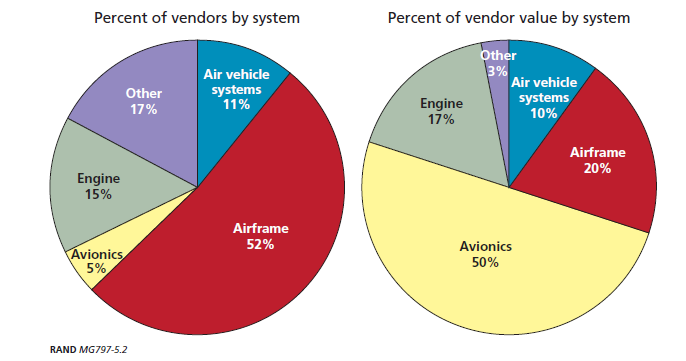 Percent of vendors by system
Air vehicle
systems
11%
Airframe
52%
Avionics
5%
Engine
15%
Other
17%
Percent of vendor value by system
Air vehicle
systems
10%
Airframe
20%
Avionics
50%
Engine
17%
Other
3%
RAND MG797-5.2